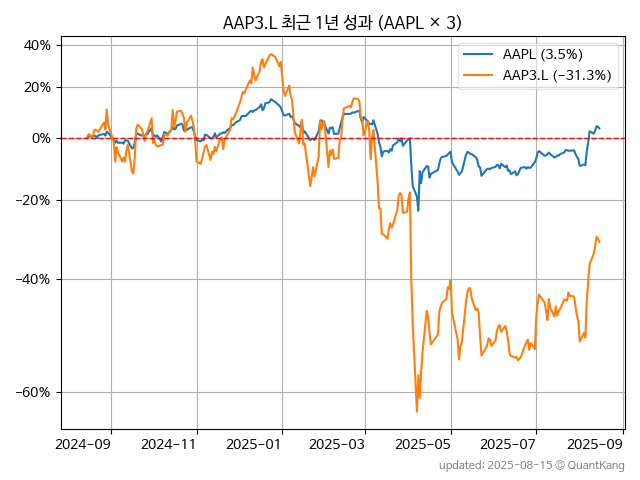 AAP3.L 최근 1년 성과 (AAPL × 3)
AAPL (3.5%)
AAP3.L (−31.3%)
40%
20%
0%
−20%
−40%
−60%
2024-09 2024-11 2025-01 2025-03 2025-05 2025-07 2025-09
updated: 2025-08-15 © QuantKang